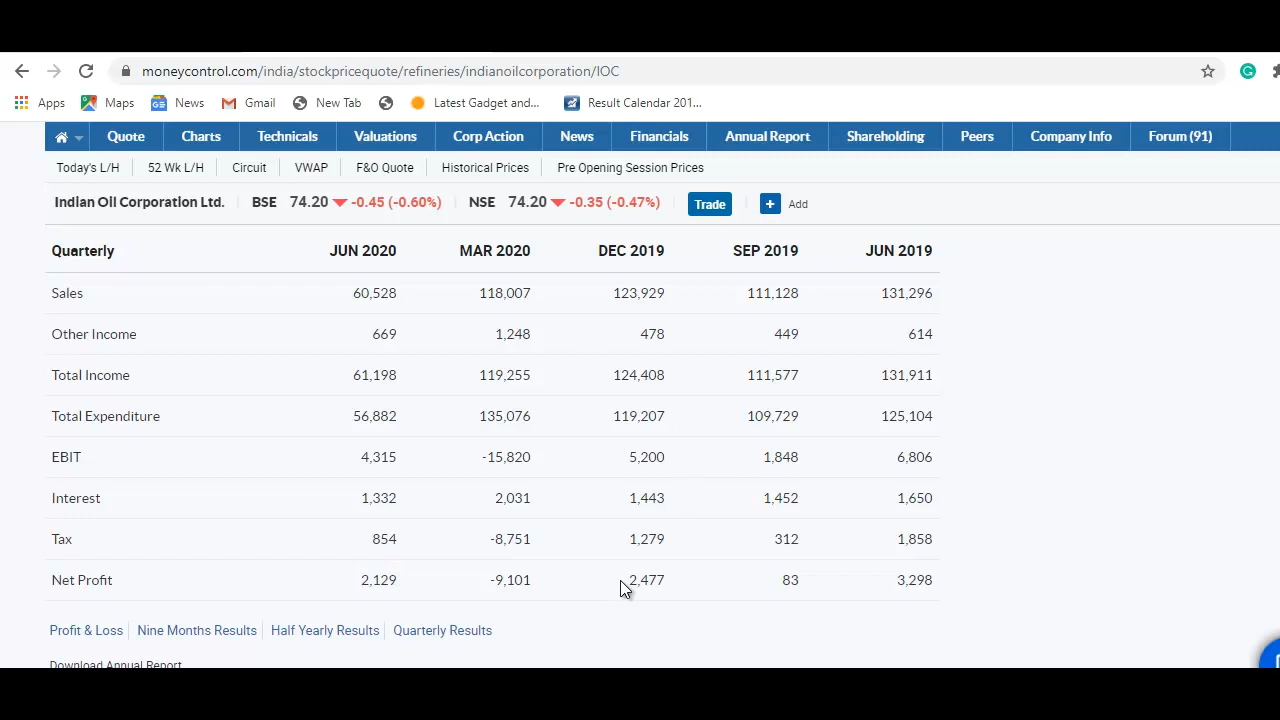 moneycontrol.com/india/stockpricequote/refineries/indianoilcorporation/IOC
Apps Maps News Gmail New Tab Latest Gadget and... Result Calendar 201...
Quote Charts Technicals Valuations Corp Action News Financials Annual Report Shareholding Peers Company Info Forum (91)
Today's L/H 52 Wk L/H Circuit VWAP F&O Quote Historical Prices Pre Opening Session Prices
Indian Oil Corporation Ltd. BSE 74.20 -0.45 (-0.60%) NSE 74.20 -0.35 (-0.47%) Trade + Add
Quarterly JUN 2020 MAR 2020 DEC 2019 SEP 2019 JUN 2019
Sales 60,528 118,007 123,929 111,128 131,296
Other Income 669 1,248 478 449 614
Total Income 61,198 119,255 124,408 111,577 131,911
Total Expenditure 56,882 135,076 119,207 109,729 125,104
EBIT 4,315 -15,820 5,200 1,848 6,806
Interest 1,332 2,031 1,443 1,452 1,650
Tax 854 -8,751 1,279 312 1,858
Net Profit 2,129 -9,101 2,477 83 3,298
Profit & Loss Nine Months Results Half Yearly Results Quarterly Results
Download Annual Report